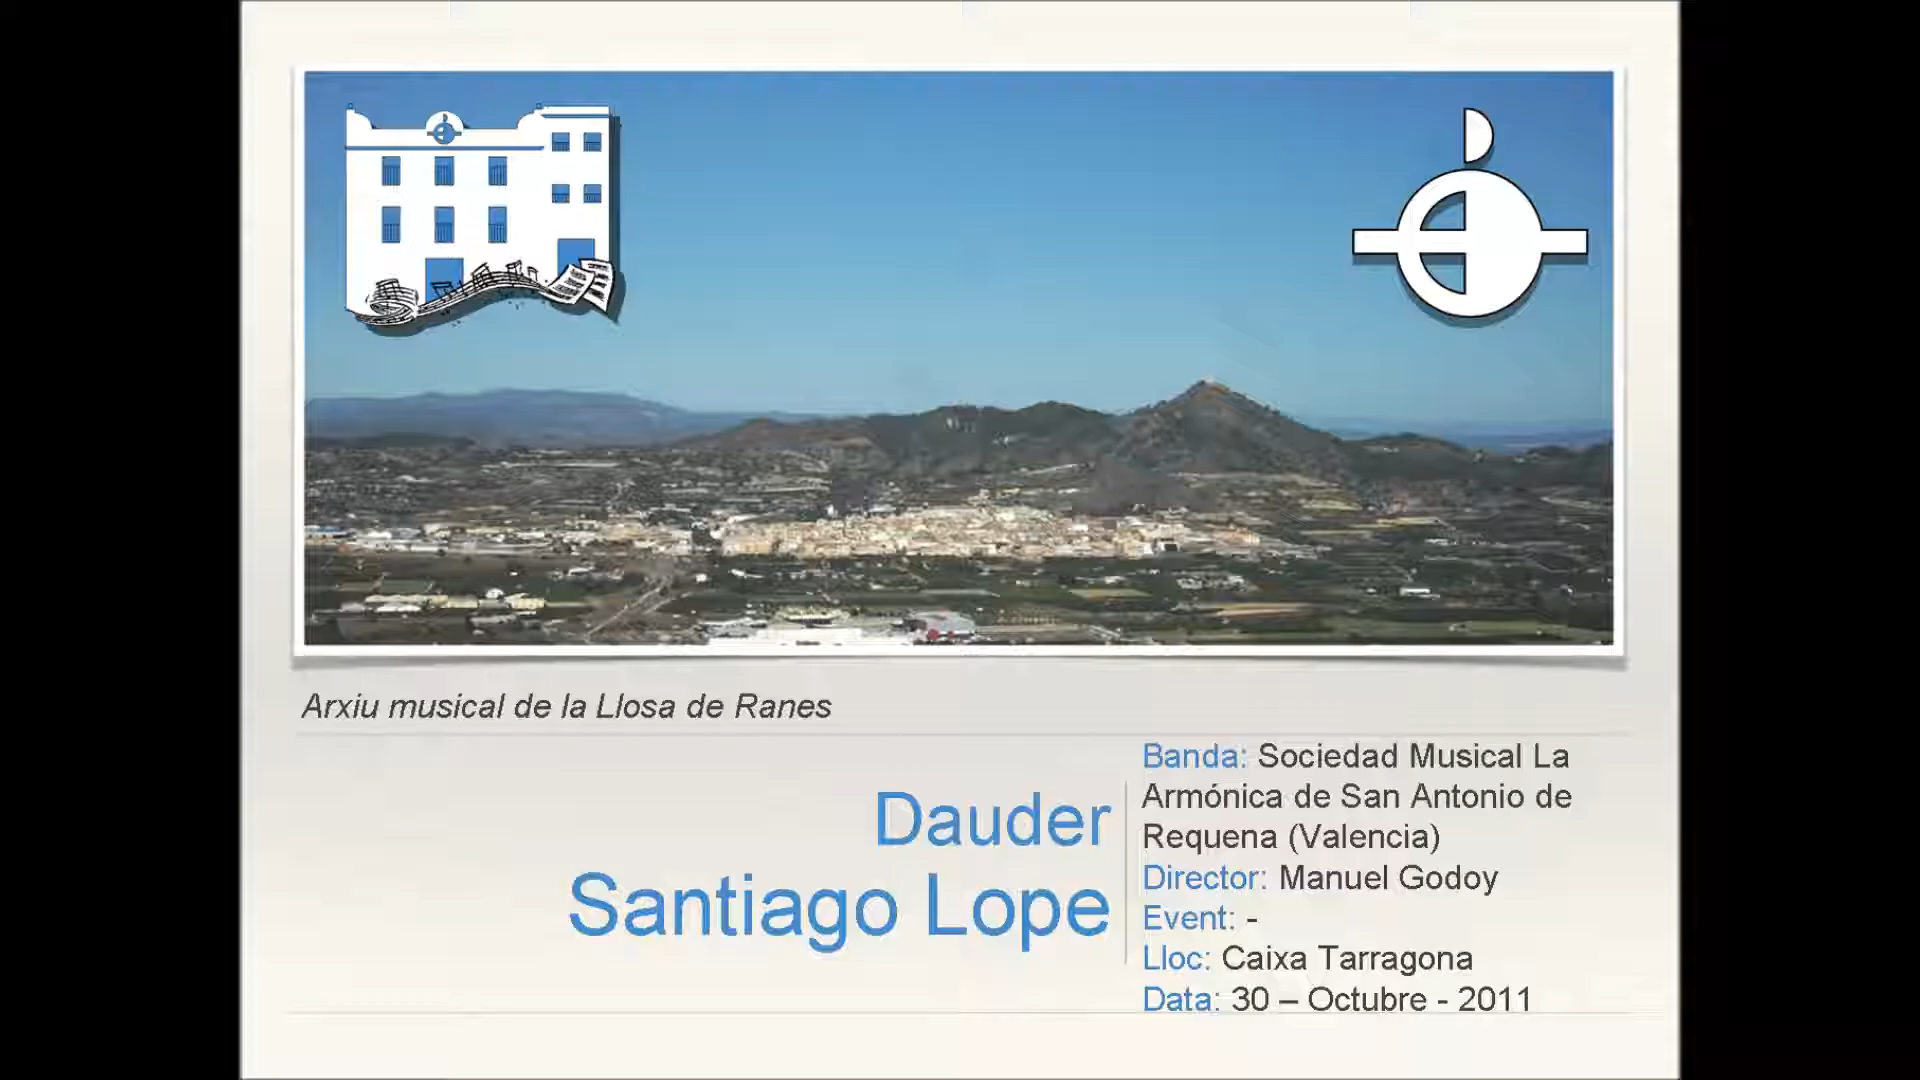 Arxiu musical de la Llosa de Ranes
Dauder
Santiago Lope
Banda: Sociedad Musical La
Armónica de San Antonio de
Requena (Valencia)
Director: Manuel Godoy
Event: -
Lloc: Caixa Tarragona
Data: 30 – Octubre - 2011